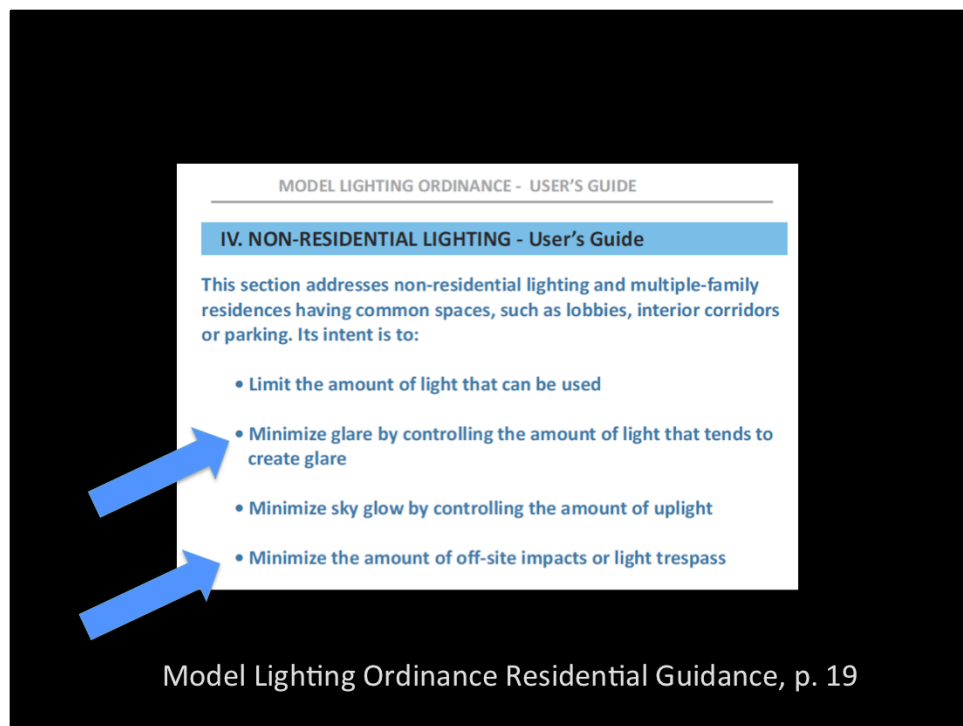 MODEL LIGHTING ORDINANCE - USER'S GUIDE
IV. NON-RESIDENTIAL LIGHTING - User's Guide
This section addresses non-residential lighting and multiple-family
residences having common spaces, such as lobbies, interior corridors
or parking. Its intent is to:
• Limit the amount of light that can be used
• Minimize glare by controlling the amount of light that tends to
create glare
• Minimize sky glow by controlling the amount of uplight
• Minimize the amount of off-site impacts or light trespass
Model Lighting Ordinance Residential Guidance, p. 19